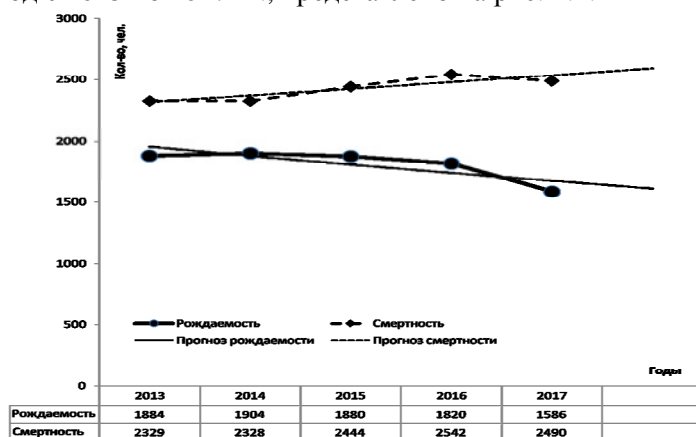 3000
Кол-во, чел.
2500
2000
1500
1000
500
Рождаемость Смертность
Прогноз рождаемости Прогноз смертности
Годы
0
2013 2014 2015 2016 2017
Рождаемость 1884 1904 1880 1820 1586
Смертность 2329 2328 2444 2542 2490